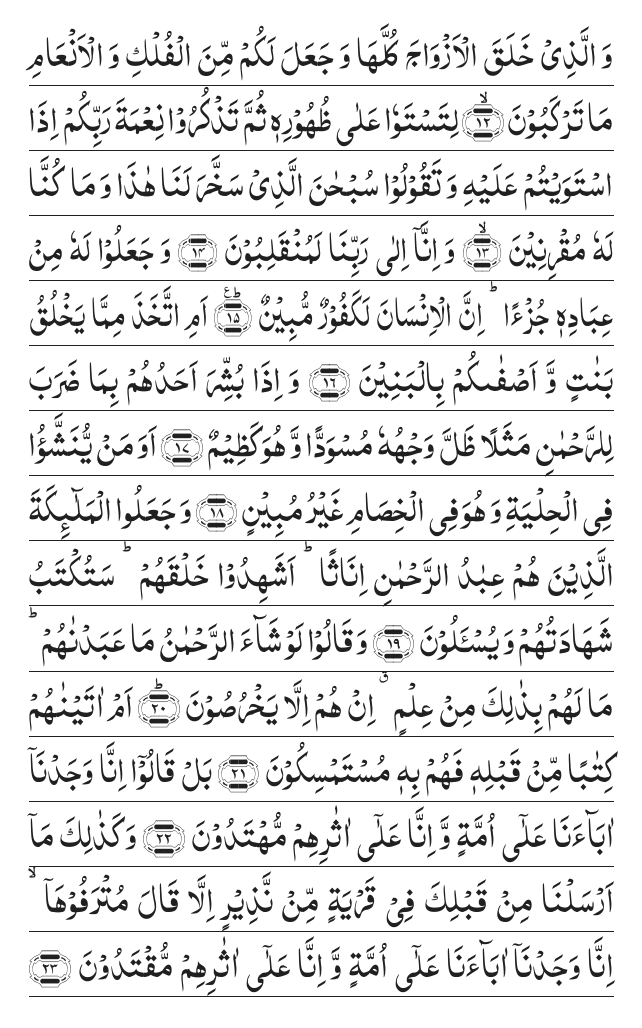 وَ الَّذِیْ خَلَقَ الْاَزْوَاجَ كُلَّهَا وَ جَعَلَ لَكُمْ مِّنَ الْفُلْكِ وَ الْاَنْعَامِ
مَا تَرْكَبُوْنَ ۙ﴿۱۲﴾ لِتَسْتَوٗا عَلٰی ظُهُوْرِهٖ ثُمَّ تَذْكُرُوْا نِعْمَةَ رَبِّكُمْ اِذَا
اسْتَوَیْتُمْ عَلَیْهِ وَ تَقُوْلُوْا سُبْحٰنَ الَّذِیْ سَخَّرَ لَنَا هٰذَا وَ مَا كُنَّا
لَهٗ مُقْرِنِیْنَ ۙ﴿۱۳﴾ وَ اِنَّاۤ اِلٰی رَبِّنَا لَمُنْقَلِبُوْنَ ﴿۱۴﴾ وَ جَعَلُوْا لَهٗ مِنْ
عِبَادِهٖ جُزْءًا ؕ اِنَّ الْاِنْسَانَ لَكَفُوْرٌ مُّبِیْنٌ ؕ٪﴿۱۵﴾ اَمِ اتَّخَذَ مِمَّا یَخْلُقُ
بَنٰتٍ وَّ اَصْفٰىكُمْ بِالْبَنِیْنَ ﴿۱۶﴾ وَ اِذَا بُشِّرَ اَحَدُهُمْ بِمَا ضَرَبَ
لِلرَّحْمٰنِ مَثَلًا ظَلَّ وَجْهُهٗ مُسْوَدًّا وَّ هُوَ كَظِیْمٌ ﴿۱۷﴾ اَوَ مَنْ یُّنَشَّؤُا
فِی الْحِلْیَةِ وَ هُوَ فِی الْخِصَامِ غَیْرُ مُبِیْنٍ ﴿۱۸﴾ وَ جَعَلُوا الْمَلٰٓىِٕكَةَ
الَّذِیْنَ هُمْ عِبٰدُ الرَّحْمٰنِ اِنَاثًا ؕ اَشَهِدُوْا خَلْقَهُمْ ؕ سَتُكْتَبُ
شَهَادَتُهُمْ وَ یُسْـَٔلُوْنَ ﴿۱۹﴾ وَ قَالُوْا لَوْ شَآءَ الرَّحْمٰنُ مَا عَبَدْنٰهُمْ ؕ
مَا لَهُمْ بِذٰلِكَ مِنْ عِلْمٍ ۗ اِنْ هُمْ اِلَّا یَخْرُصُوْنَ ؕ﴿۲۰﴾ اَمْ اٰتَیْنٰهُمْ
كِتٰبًا مِّنْ قَبْلِهٖ فَهُمْ بِهٖ مُسْتَمْسِكُوْنَ ﴿۲۱﴾ بَلْ قَالُوْۤا اِنَّا وَجَدْنَاۤ
اٰبَآءَنَا عَلٰۤی اُمَّةٍ وَّ اِنَّا عَلٰۤی اٰثٰرِهِمْ مُّهْتَدُوْنَ ﴿۲۲﴾ وَ كَذٰلِكَ مَاۤ
اَرْسَلْنَا مِنْ قَبْلِكَ فِیْ قَرْیَةٍ مِّنْ نَّذِیْرٍ اِلَّا قَالَ مُتْرَفُوْهَاۤ ۙ
اِنَّا وَجَدْنَاۤ اٰبَآءَنَا عَلٰۤی اُمَّةٍ وَّ اِنَّا عَلٰۤی اٰثٰرِهِمْ مُّقْتَدُوْنَ ﴿۲۳﴾